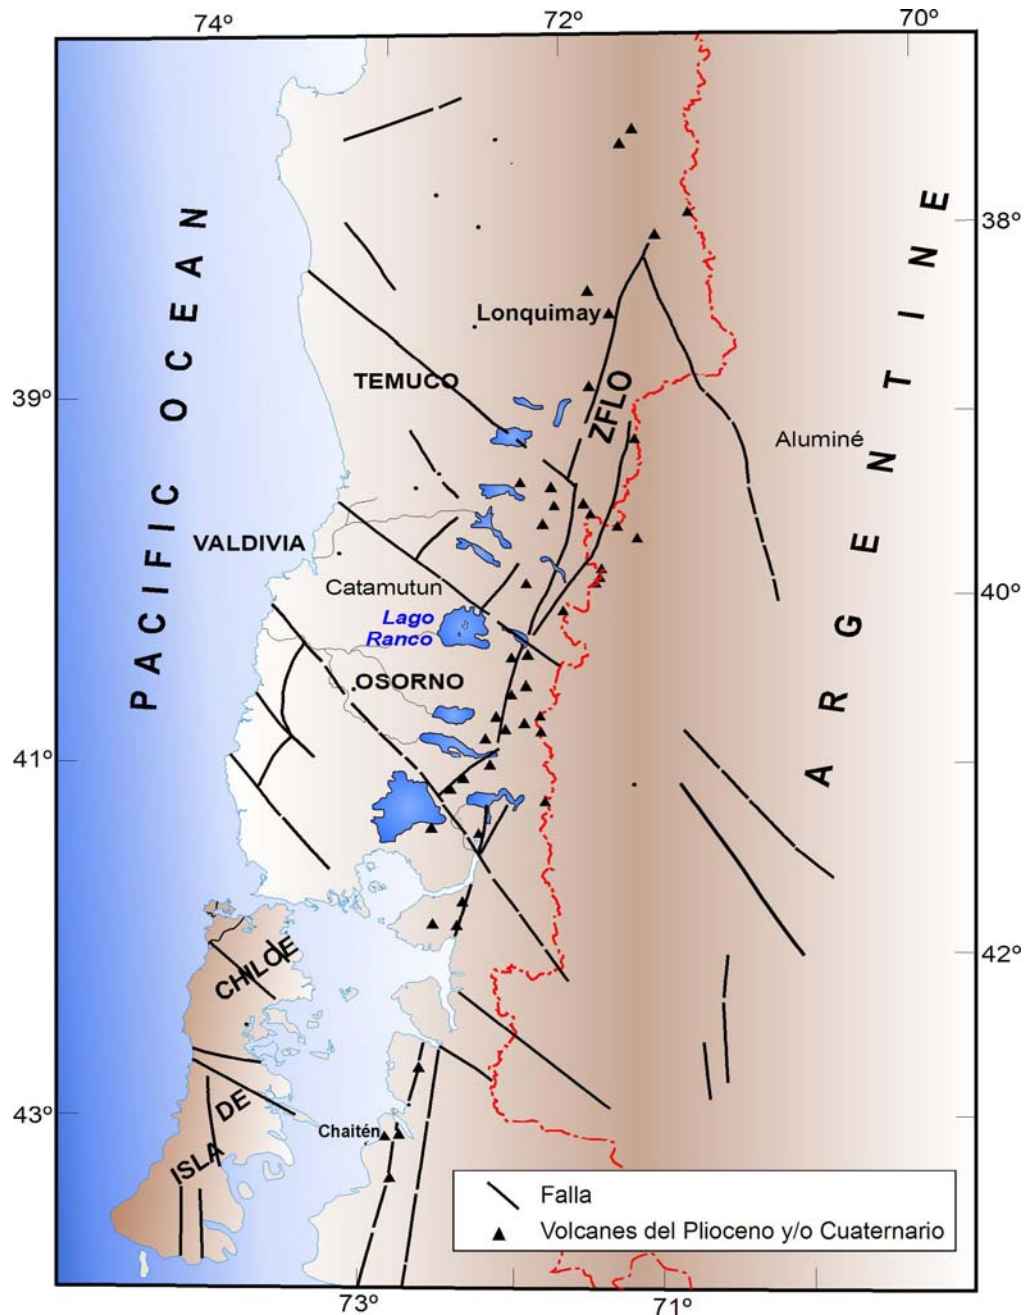 74º
72º
70º
PACIFIC OCEAN
ARGENTINE
38º
Lonquimay
TEMUCO
39º
ZFLO
Aluminé
VALDIVIA
Catamutun
40º
Lago
Ranco
OSORNO
41º
42º
CHILOE
DE
ISLA
43º
Chaitén
Falla
Volcanes del Plioceno y/o Cuaternario
73º
71º